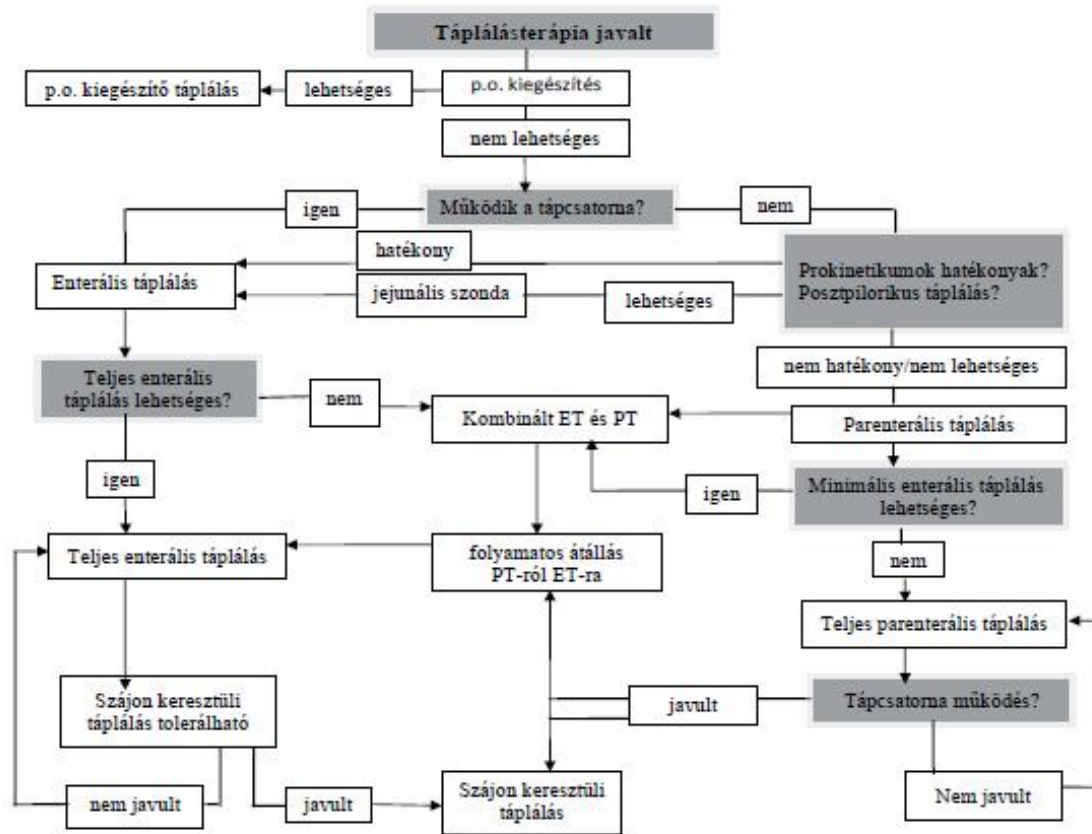 Táplálásterápia javalt
p.o. kiegészítő táplálás
lehetséges
p.o. kiegészítés
nem lehetséges
igen
Működik a tápcsatorna?
nem
hatékony
Enterális táplálás
Prokinetikumok hatékonyak?
Posztpilorikus táplálás?
jejunális szonda
lehetséges
nem hatékony/nem lehetséges
Teljes enterális
táplálás lehetséges?
nem
Kombinált ET és PT
Parenterális táplálás
igen
igen
Minimális enterális táplálás
lehetséges?
Teljes enterális táplálás
folyamatos átállás
PT-ról ET-ra
nem
Teljes parenterális táplálás
Szájon keresztüli
táplálás tolerálható
javult
Tápcsatorna működés?
nem javult
javult
Szájon keresztüli
táplálás
Nem javult